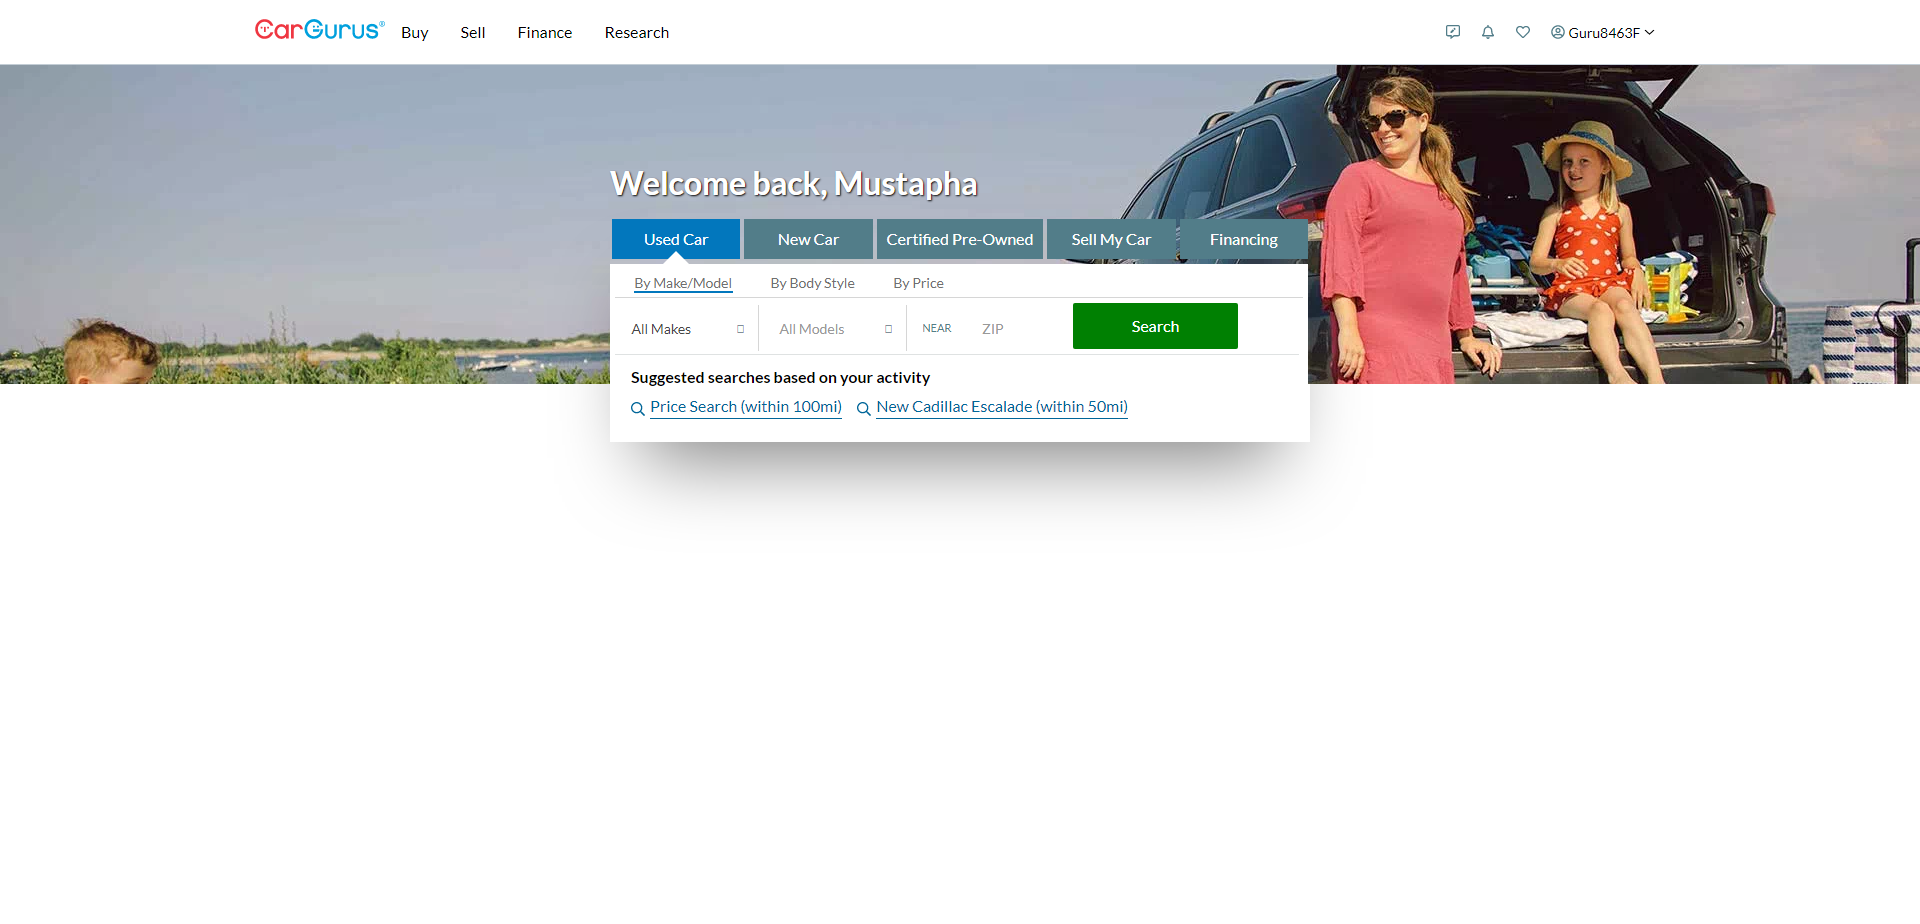 CarGurus® Buy Sell Finance Research Guru8463F
Welcome back, Mustapha
Used Car New Car Certified Pre-Owned Sell My Car Financing
By Make/Model By Body Style By Price
All Makes All Models NEAR ZIP Search
Suggested searches based on your activity
Price Search (within 100mi) New Cadillac Escalade (within 50mi)